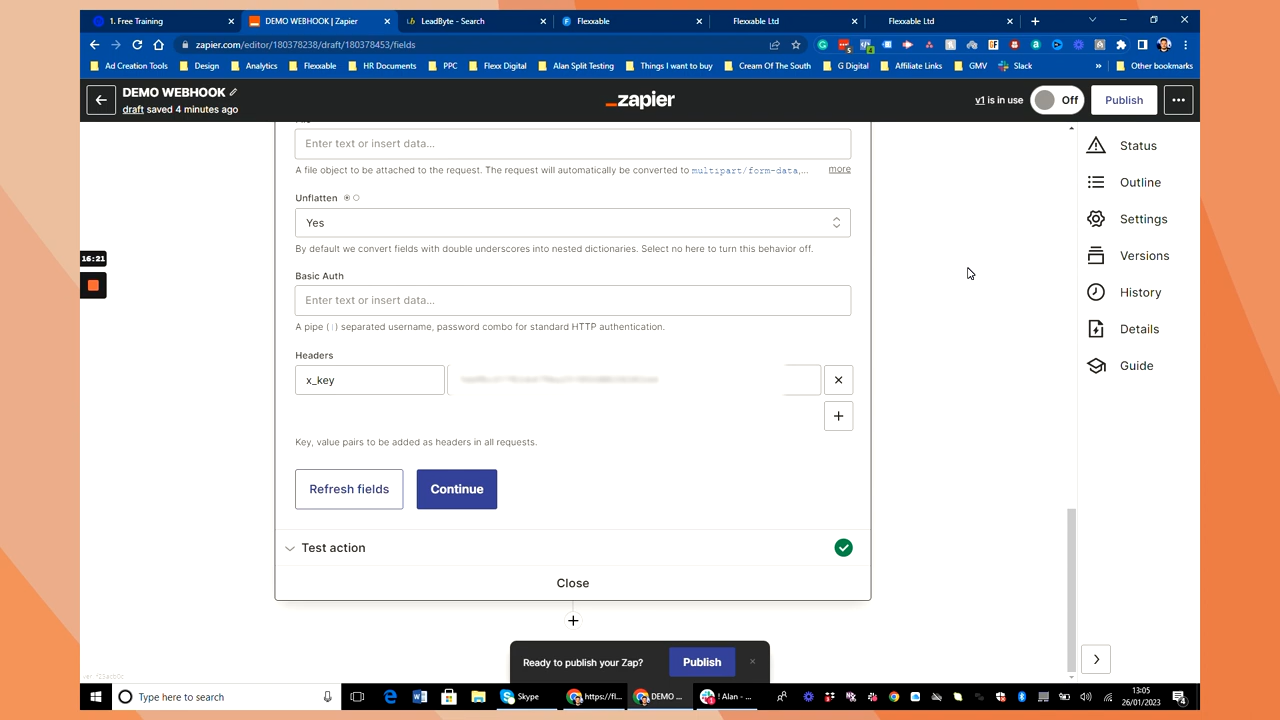 1. Free Training
DEMO WEBHOOK | Zapier
LeadByte - Search
Flexxable
Flexxable Ltd
Flexxable Ltd
zapier.com/editor/180378238/draft/180378453/fields
Ad Creation Tools
Design
Analytics
Flexxable
HR Documents
PPC
Flexx Digital
Alan Split Testing
Things I want to buy
Cream Of The South
G Digital
Affiliate Links
GMV
Slack
»
Other bookmarks
DEMO WEBHOOK
draft saved 4 minutes ago
_zapier
v1 is in use
Off
Publish
Enter text or insert data...
A file object to be attached to the request. The request will automatically be converted to multipart/form-data,...
more
Unflatten
Yes
By default we convert fields with double underscores into nested dictionaries. Select no here to turn this behavior off.
Basic Auth
Enter text or insert data...
A pipe (|) separated username, password combo for standard HTTP authentication.
Headers
x_key
Key, value pairs to be added as headers in all requests.
Refresh fields
Continue
Test action
Close
Ready to publish your Zap?
Publish
Status
Outline
Settings
Versions
History
Details
Guide
16:21
Type here to search
Skype
https://fl...
DEMO ...
! Alan - ...
13:05
26/01/2023